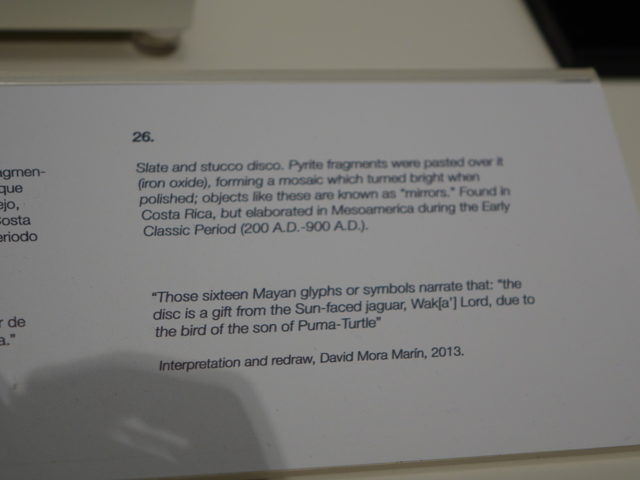 agmen-
que
ejo,
Costa
eriodo
r de
a."
26.
Slate and stucco disco. Pyrite fragments were pasted over it
(iron oxide), forming a mosaic which turned bright when
polished; objects like these are known as "mirrors." Found in
Costa Rica, but elaborated in Mesoamerica during the Early
Classic Period (200 A.D.-900 A.D.).
"Those sixteen Mayan glyphs or symbols narrate that: "the
disc is a gift from the Sun-faced jaguar, Wak[a'] Lord, due to
the bird of the son of Puma-Turtle"
Interpretation and redraw, David Mora Marín, 2013.